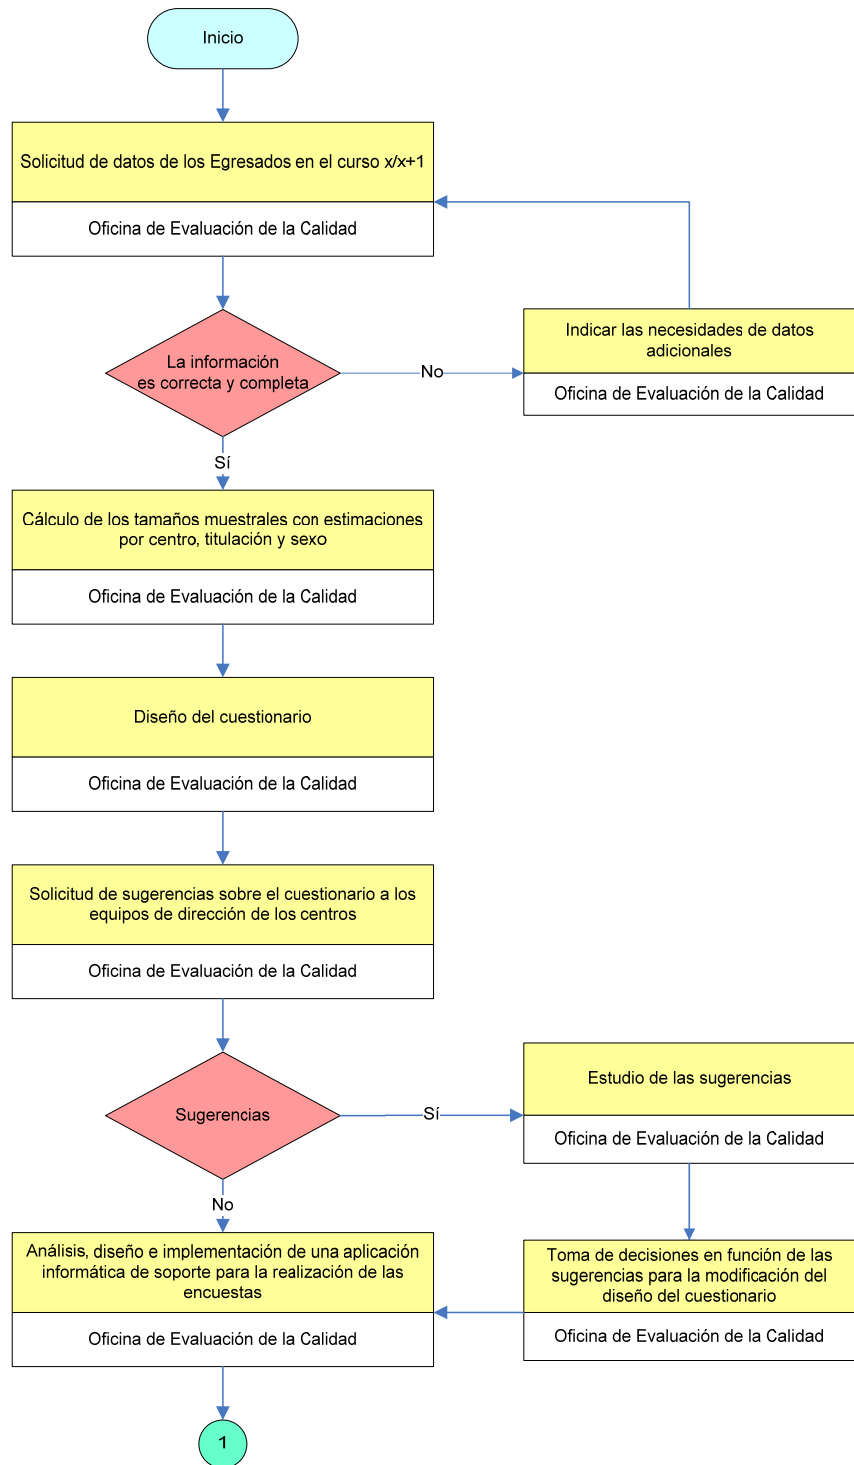 Inicio
Solicitud de datos de los Egresados en el curso x/x+1
Oficina de Evaluación de la Calidad
La información
es correcta y completa
No
Indicar las necesidades de datos
adicionales
Oficina de Evaluación de la Calidad
Sí
Cálculo de los tamaños muestrales con estimaciones
por centro, titulación y sexo
Oficina de Evaluación de la Calidad
Diseño del cuestionario
Oficina de Evaluación de la Calidad
Solicitud de sugerencias sobre el cuestionario a los
equipos de dirección de los centros
Oficina de Evaluación de la Calidad
Sugerencias
Sí
Estudio de las sugerencias
Oficina de Evaluación de la Calidad
No
Análisis, diseño e implementación de una aplicación
informática de soporte para la realización de las
encuestas
Oficina de Evaluación de la Calidad
Toma de decisiones en función de las
sugerencias para la modificación del
diseño del cuestionario
Oficina de Evaluación de la Calidad
1